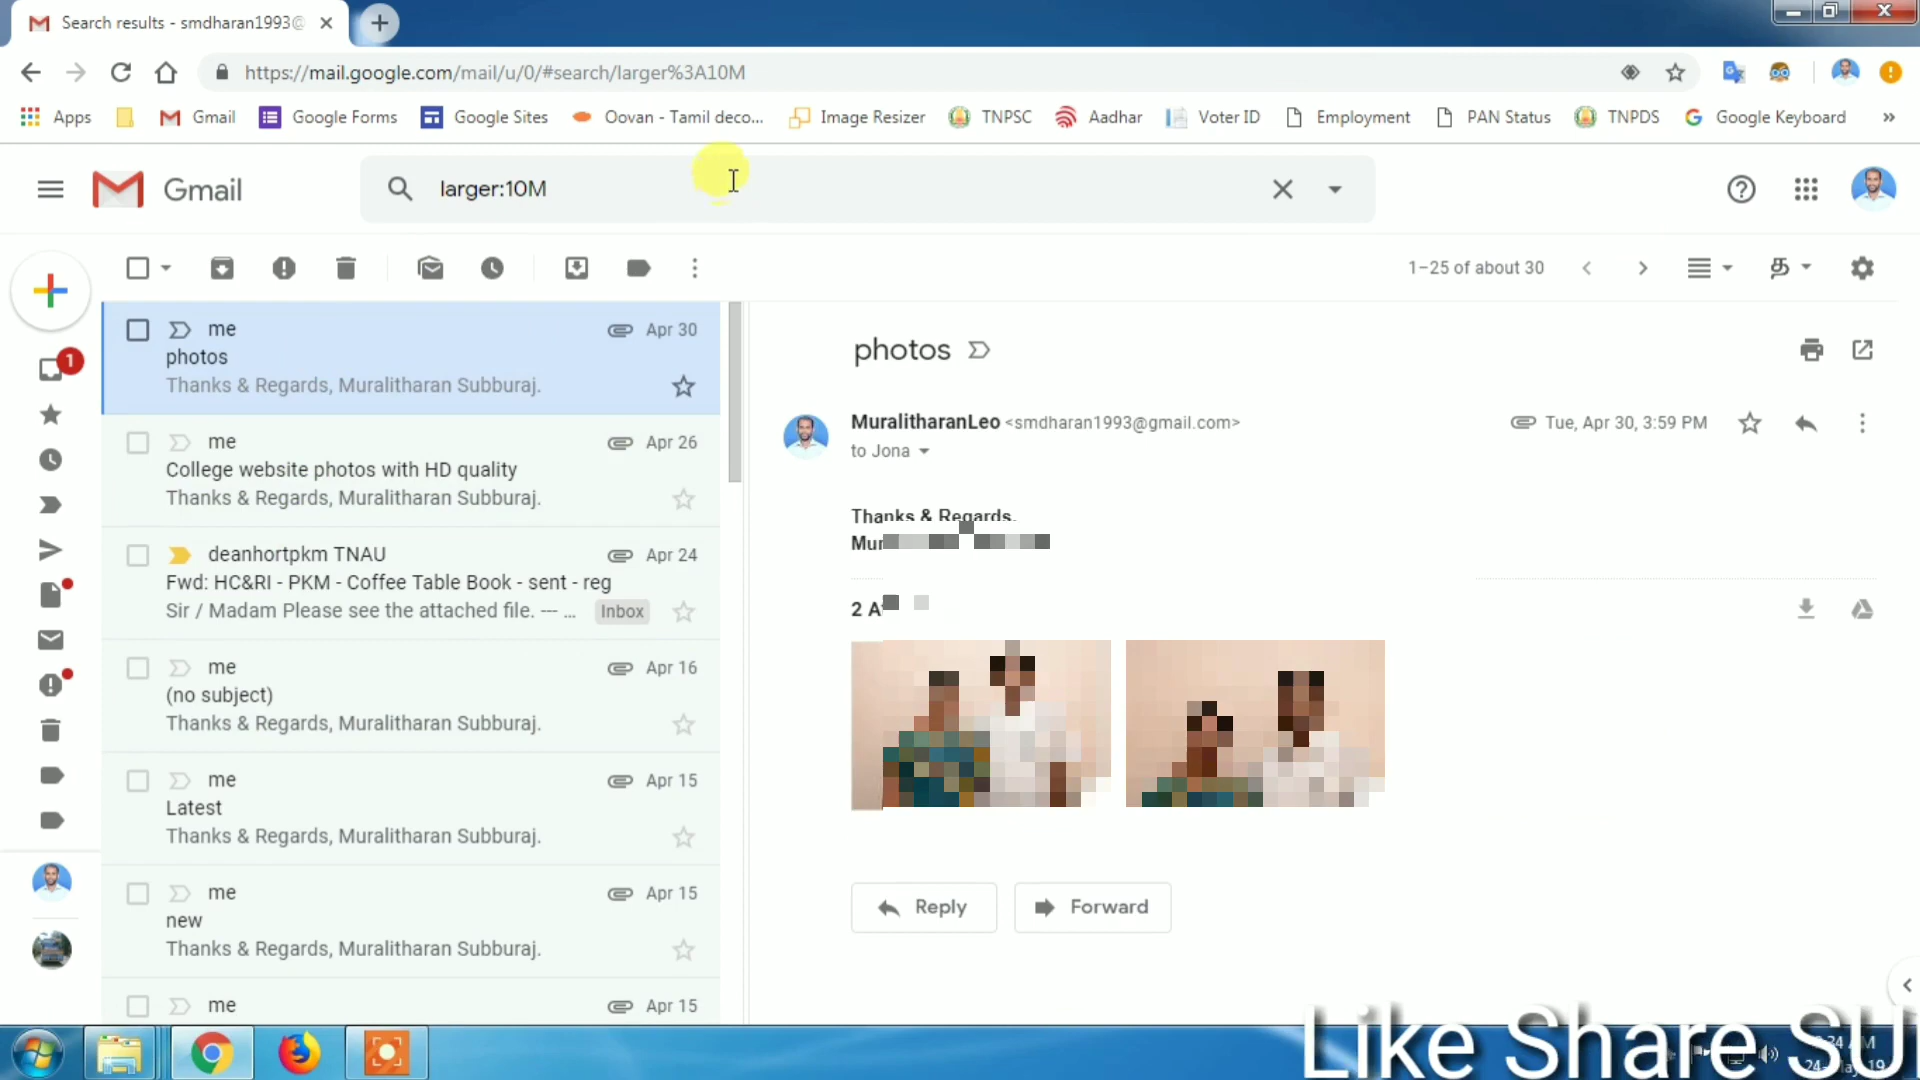 Search results - smdharan1993@
https://mail.google.com/mail/u/0/#search/larger%3A10M
Apps Gmail Google Forms Google Sites Oovan - Tamil deco... Image Resizer TNPSC Aadhar Voter ID Employment PAN Status TNPDS Google Keyboard »
Gmail larger:10M
1–25 of about 30 தி
1
me Apr 30
photos
Thanks & Regards, Muralitharan Subburaj.
me Apr 26
College website photos with HD quality
Thanks & Regards, Muralitharan Subburaj.
deanhortpkm TNAU Apr 24
Fwd: HC&RI - PKM - Coffee Table Book - sent - reg
Sir / Madam Please see the attached file. --- ... Inbox
me Apr 16
(no subject)
Thanks & Regards, Muralitharan Subburaj.
me Apr 15
Latest
Thanks & Regards, Muralitharan Subburaj.
me Apr 15
new
Thanks & Regards, Muralitharan Subburaj.
me Apr 15
photos
MuralitharanLeo <smdharan1993@gmail.com> Tue, Apr 30, 3:59 PM
to Jona
Thanks & Regards,
2
Reply Forward
Like Share SU